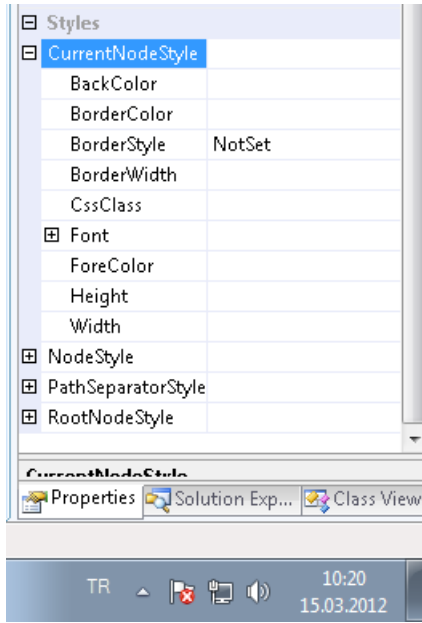 Styles
CurrentNodeStyle
BackColor
BorderColor
BorderStyle NotSet
BorderWidth
CssClass
Font
ForeColor
Height
Width
NodeStyle
PathSeparatorStyle
RootNodeStyle
CurrentNodeStyle
Properties Solution Exp... Class View
TR 10:20
15.03.2012